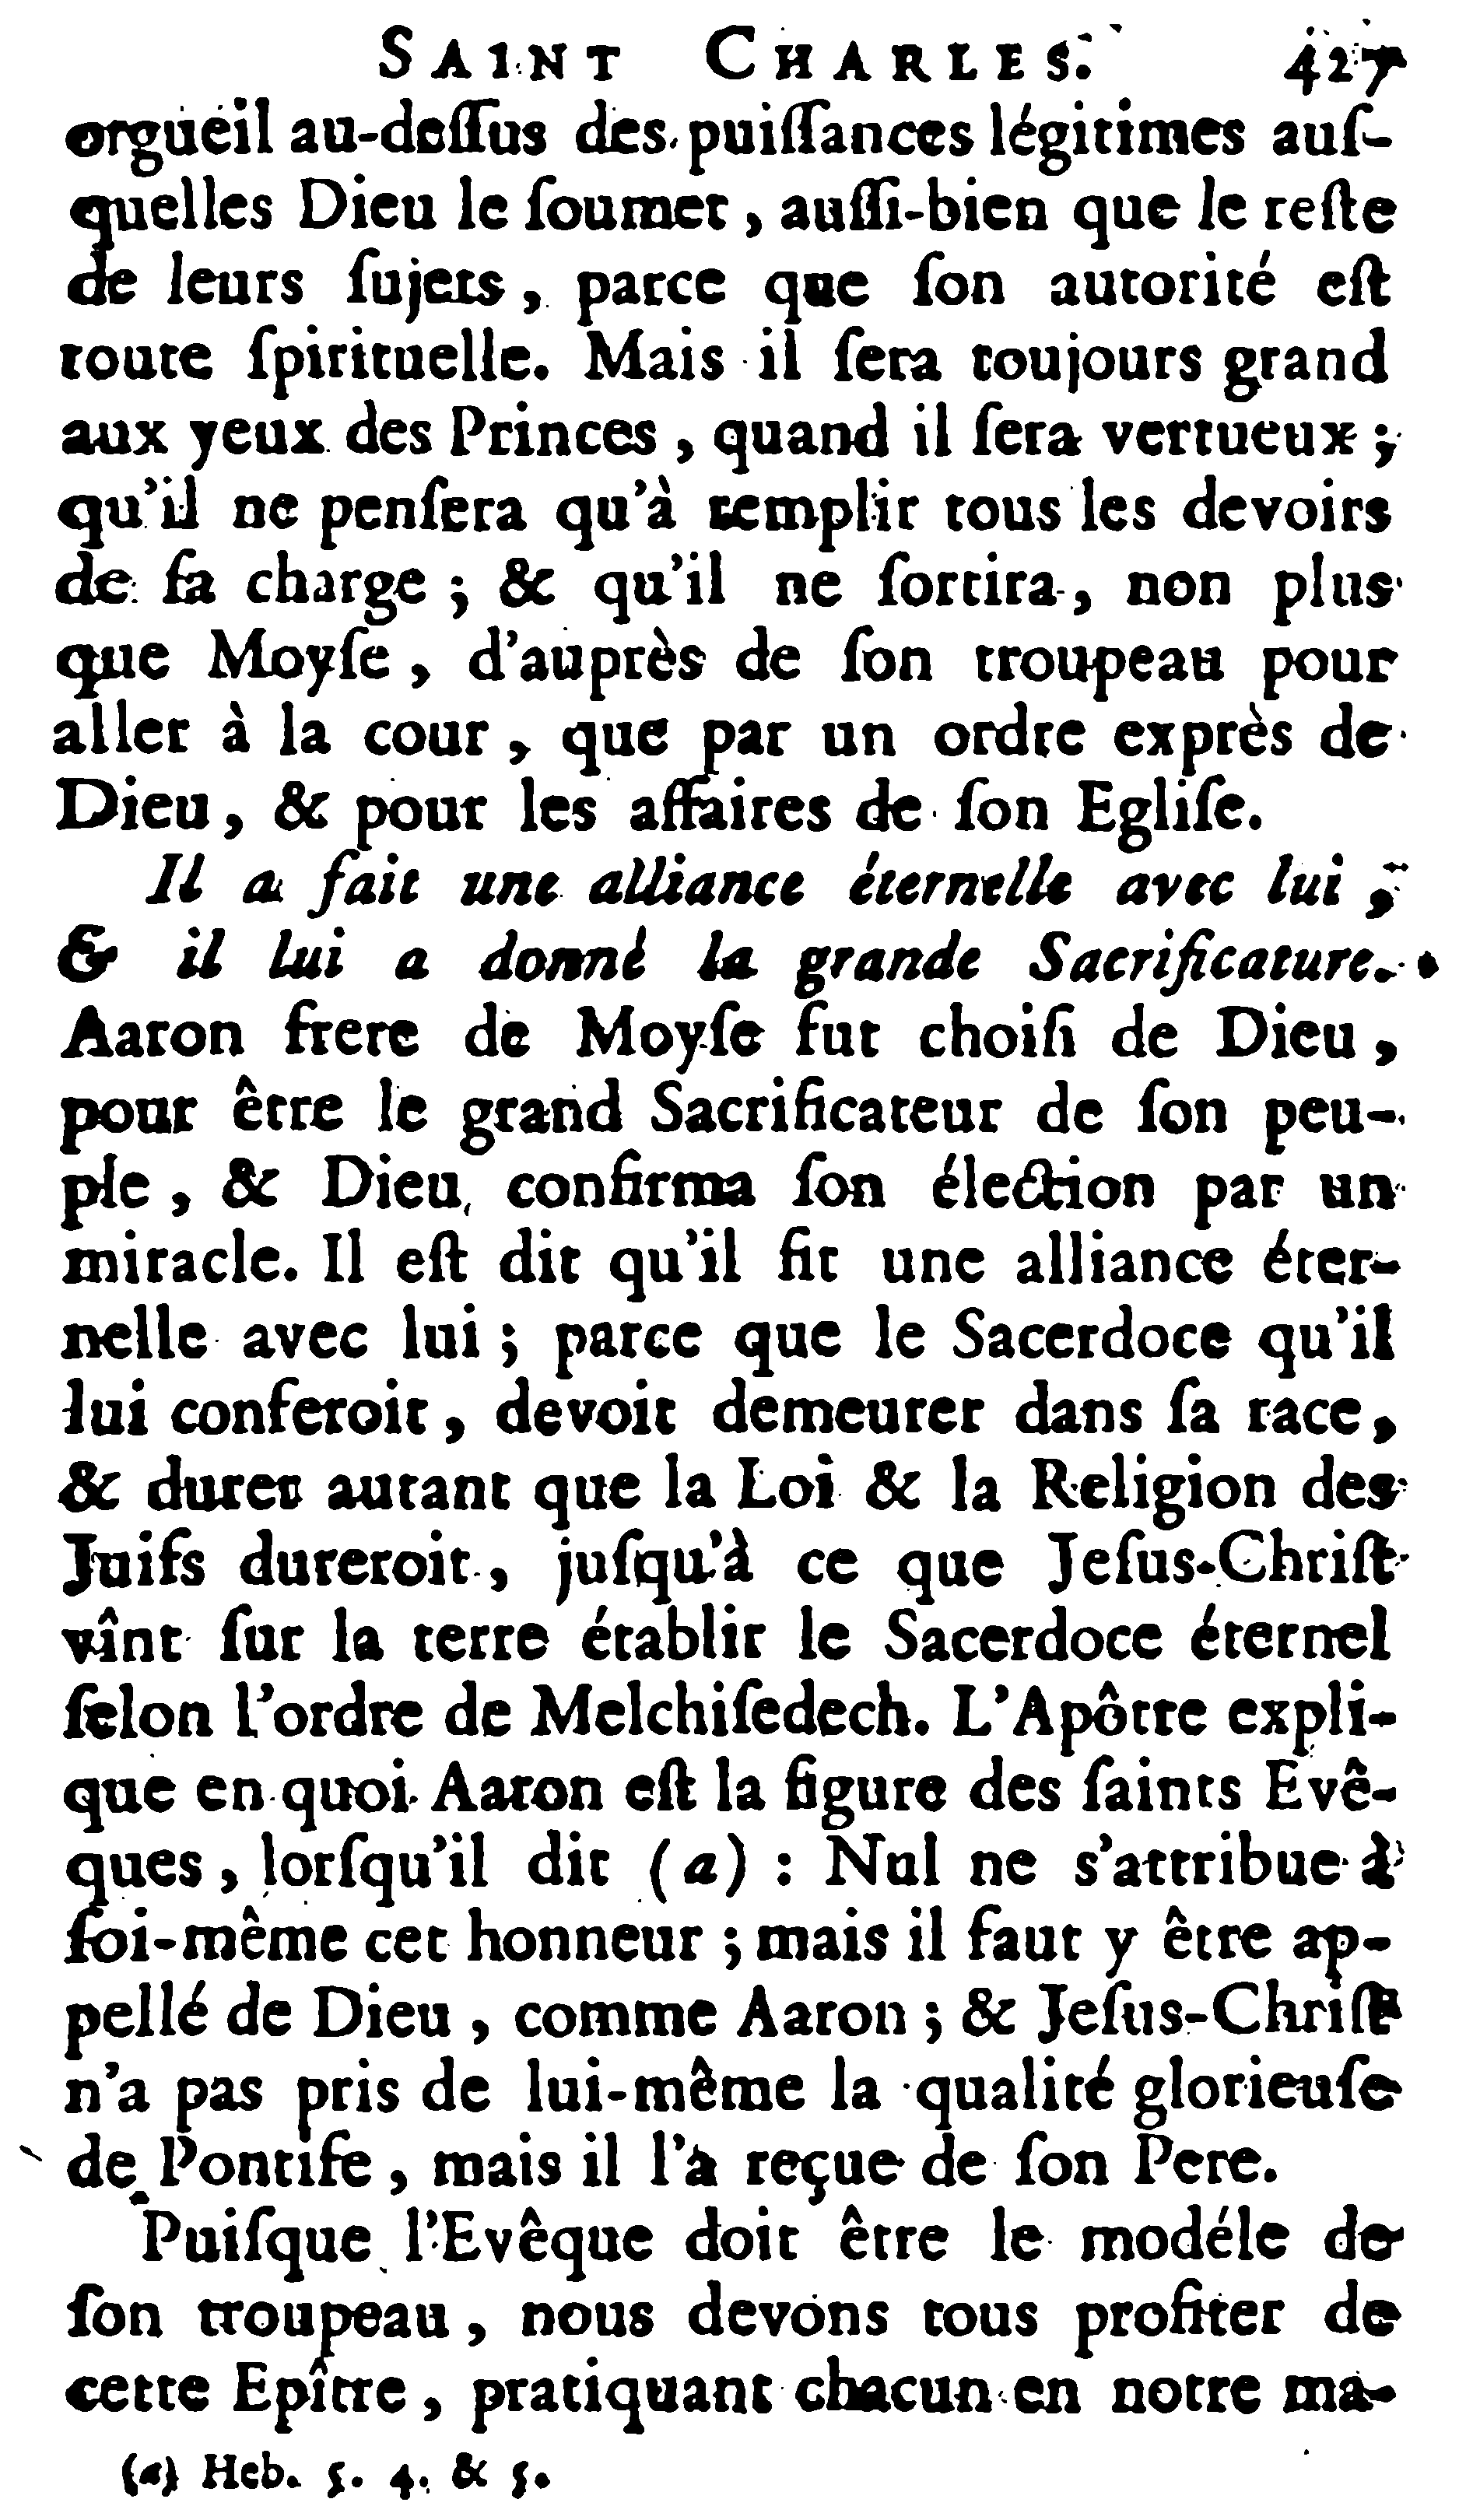 SAINT CHARLES. 427
orgueil au-deſſus des puiſſances légitimes auſ-
quelles Dieu le ſoumet, auſſi-bien que le reſte
de leurs ſujets, parce que ſon autorité eſt
toute ſpirituelle. Mais il ſera toujours grand
aux yeux des Princes, quand il ſera vertueux;
qu'il ne penſera qu'à remplir tous les devoirs
de ſa charge; & qu'il ne ſortira, non plus
que Moyſe, d'auprès de ſon troupeau pour
aller à la cour, que par un ordre exprès de
Dieu, & pour les affaires de ſon Egliſe.
Il a fait une alliance éternelle avec lui,
& il lui a donné la grande Sacrificature.
Aaron frere de Moyſe fut choiſi de Dieu,
pour être le grand Sacrificateur de ſon peu-
ple, & Dieu confirma ſon élection par un
miracle. Il eſt dit qu'il fit une alliance éter-
nelle avec lui; parce que le Sacerdoce qu'il
lui conferoit, devoit demeurer dans ſa race,
& durer autant que la Loi & la Religion des
Juifs dureroit, juſqu'à ce que Jeſus-Chriſt
vînt ſur la terre établir le Sacerdoce éternel
ſelon l'ordre de Melchiſedech. L'Apôtre expli-
que en quoi Aaron eſt la figure des ſaints Evê-
ques, lorſqu'il dit (a): Nul ne s'attribue à
ſoi-même cet honneur; mais il faut y être ap-
pellé de Dieu, comme Aaron; & Jeſus-Chriſt
n'a pas pris de lui-même la qualité glorieuſe
de Pontife, mais il l'a reçue de ſon Pere.
Puiſque l'Evêque doit être le modéle de
ſon troupeau, nous devons tous profiter de
cette Epître, pratiquant chacun en notre ma-
(a) Heb. 5. 4. & 5.